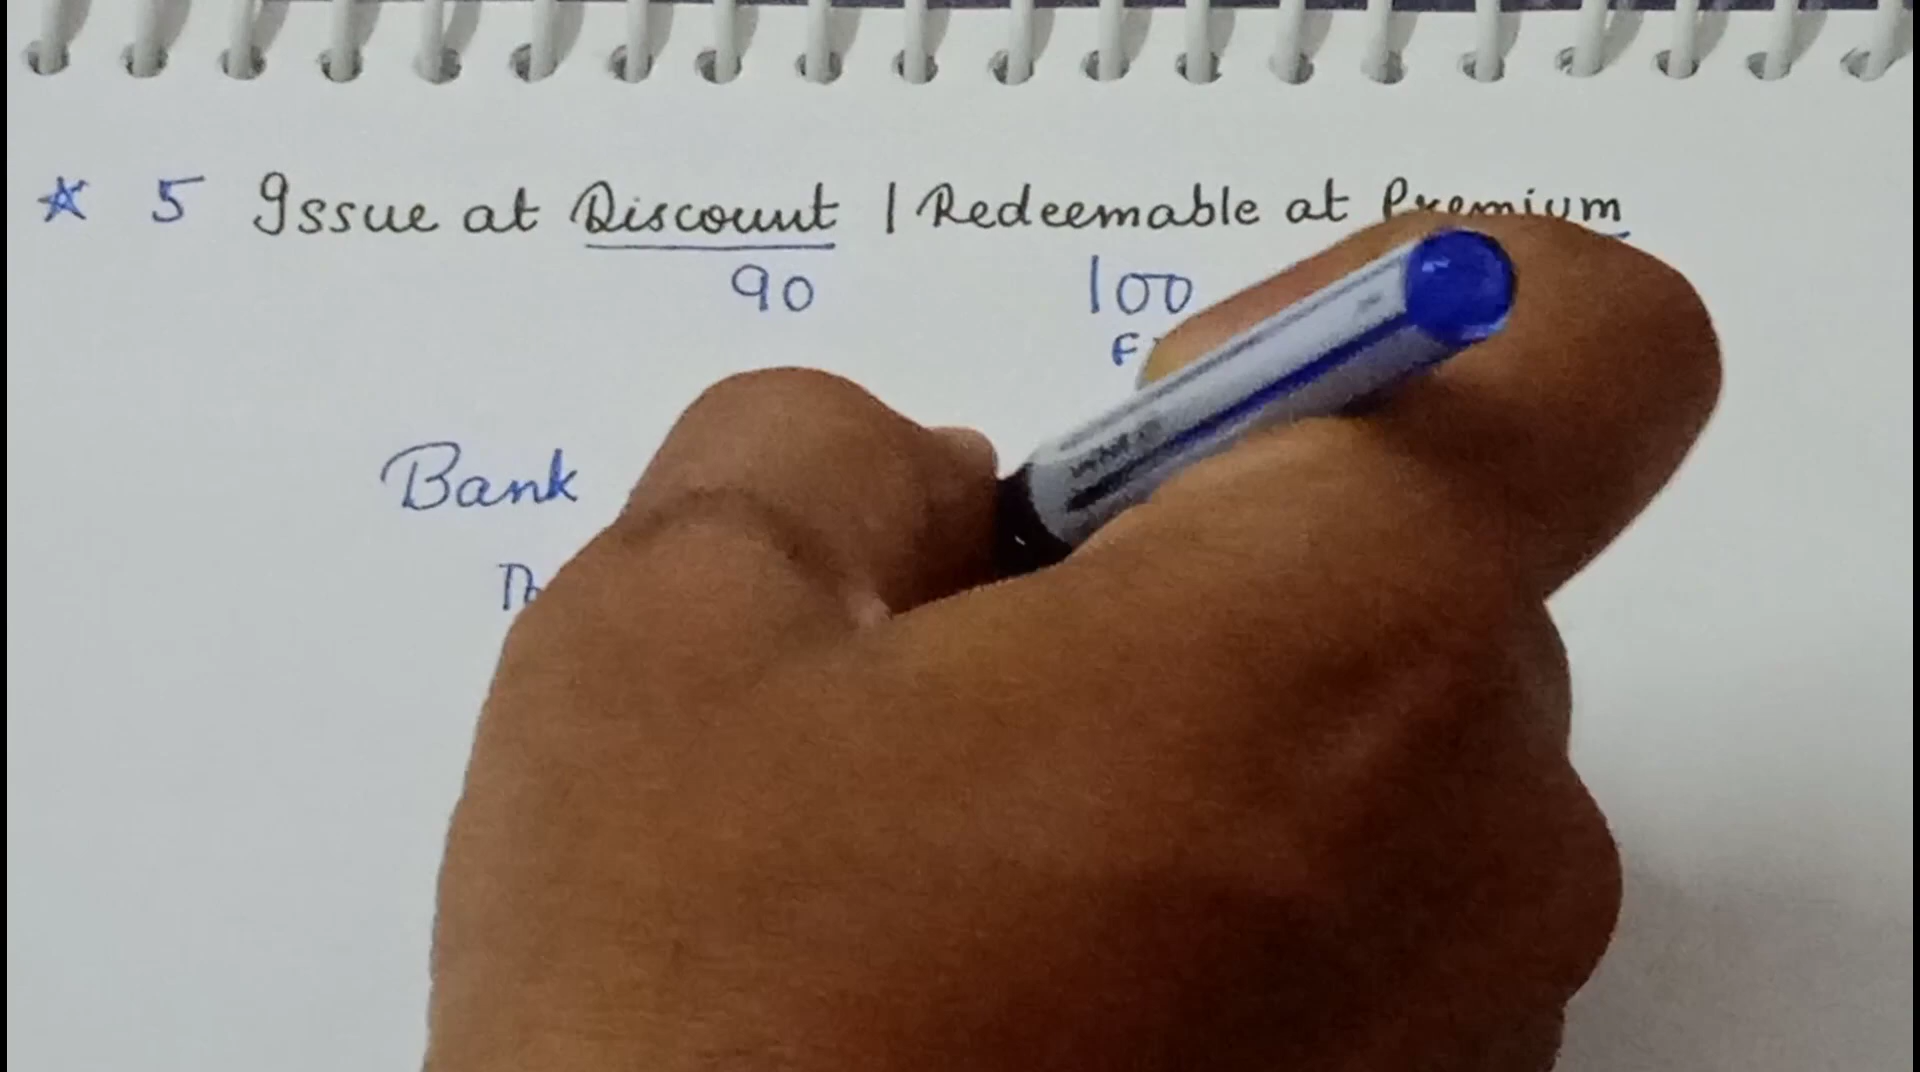 ☆ 5 Issue at Discount | Redeemable at Premium
90 100
Bank